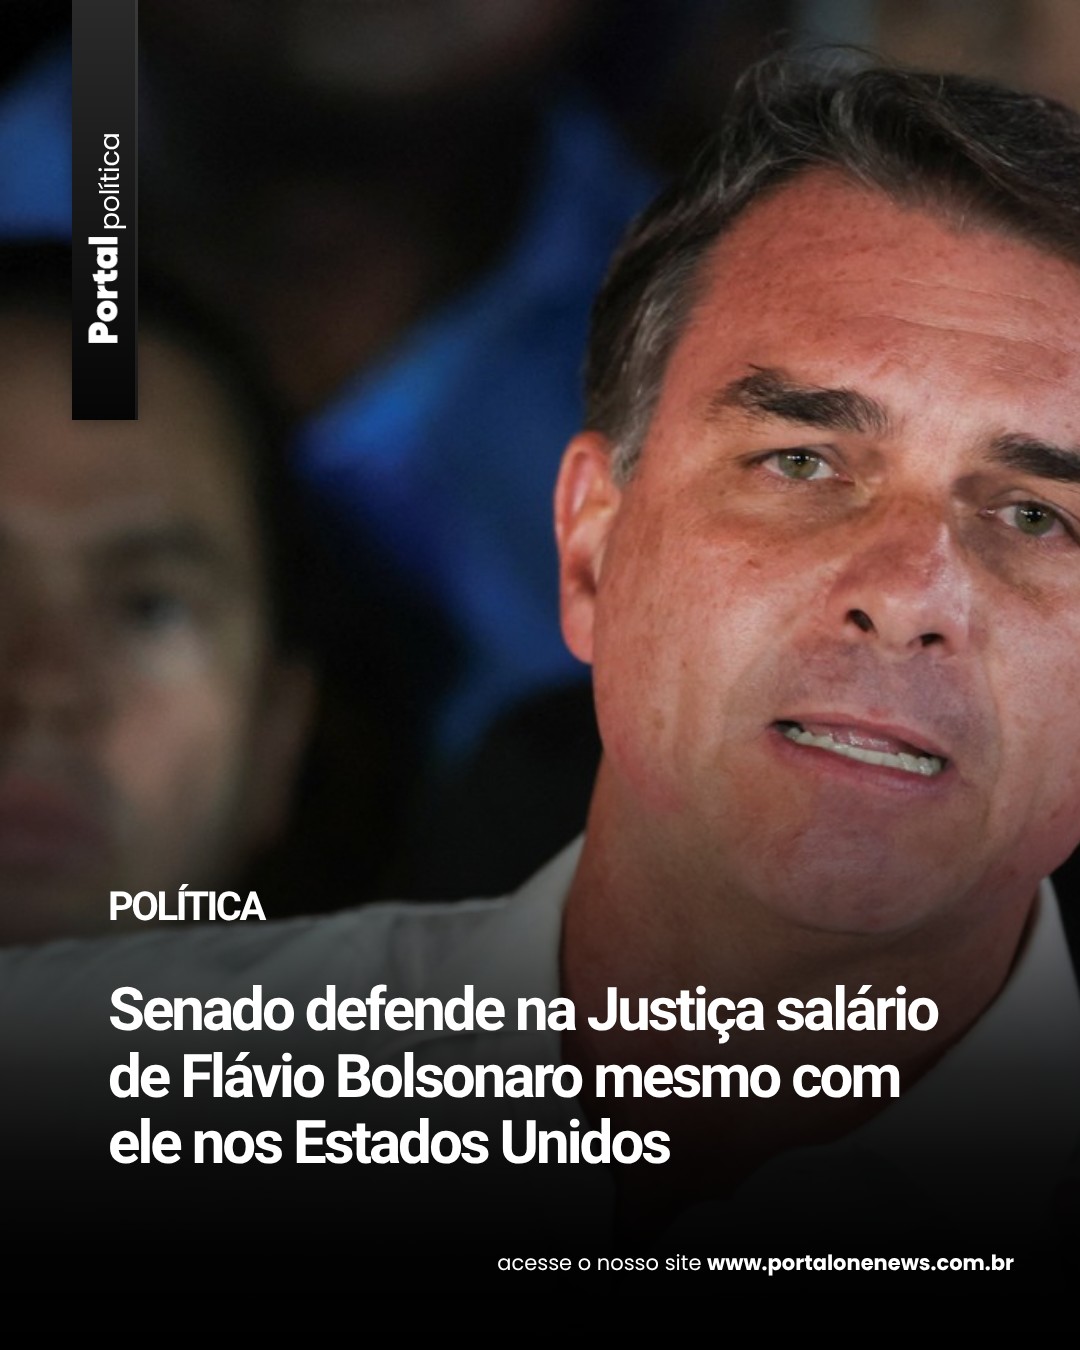 Portal política
POLÍTICA
Senado defende na Justiça salário
de Flávio Bolsonaro mesmo com
ele nos Estados Unidos
acesse o nosso site www.portalonenews.com.br